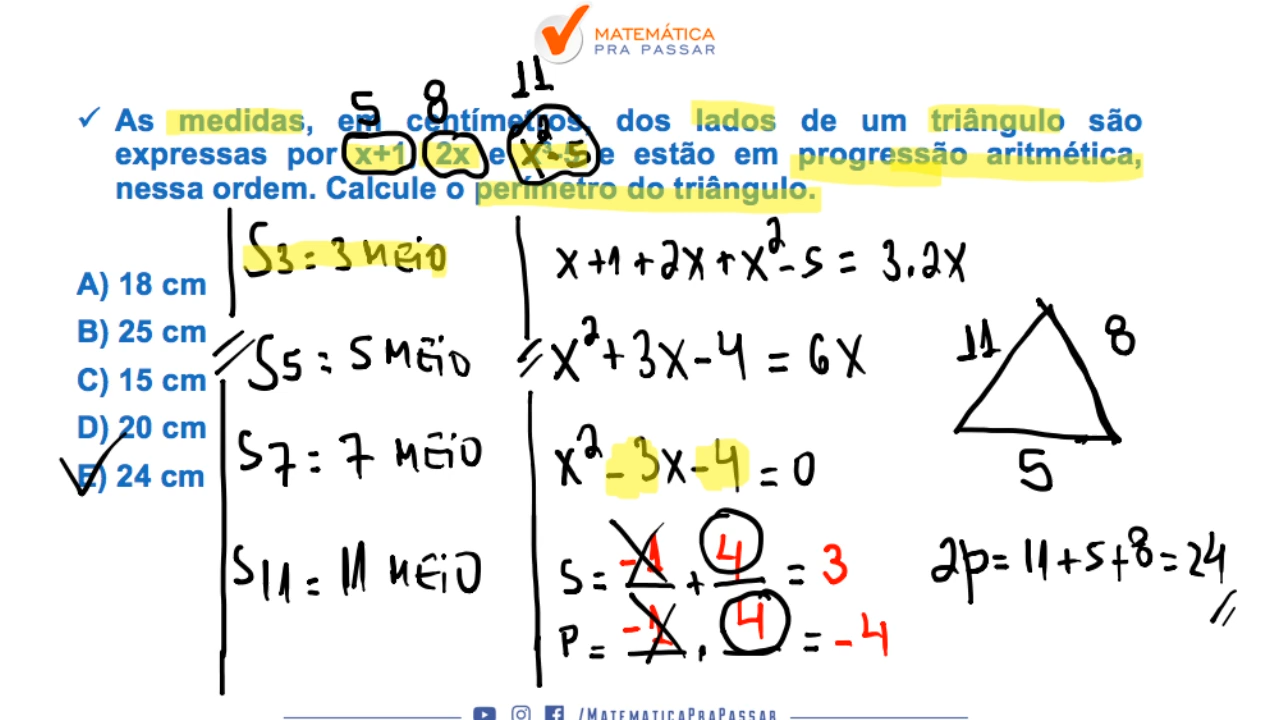 MATEMÁTICA
PRA PASSAR
5 8 11
✓ As medidas, em centímetros, dos lados de um triângulo são
expressas por x+1, 2x e x²-5 e estão em progressão aritmética,
nessa ordem. Calcule o perímetro do triângulo.
A) 18 cm
B) 25 cm
C) 15 cm
D) 20 cm
E) 24 cm
S3 = 3 MEIO
S5 = 5 MEIO
S7 = 7 MEIO
S11 = 11 MEIO
x+1+2x+x²-5 = 3.2x
x²+3x-4 = 6x
x²-3x-4 = 0
S = -1 + 4 = 3
P = -1 . 4 = -4
11 8
5
2p = 11+5+8 = 24
/MATEMATICAPRAPASSAR